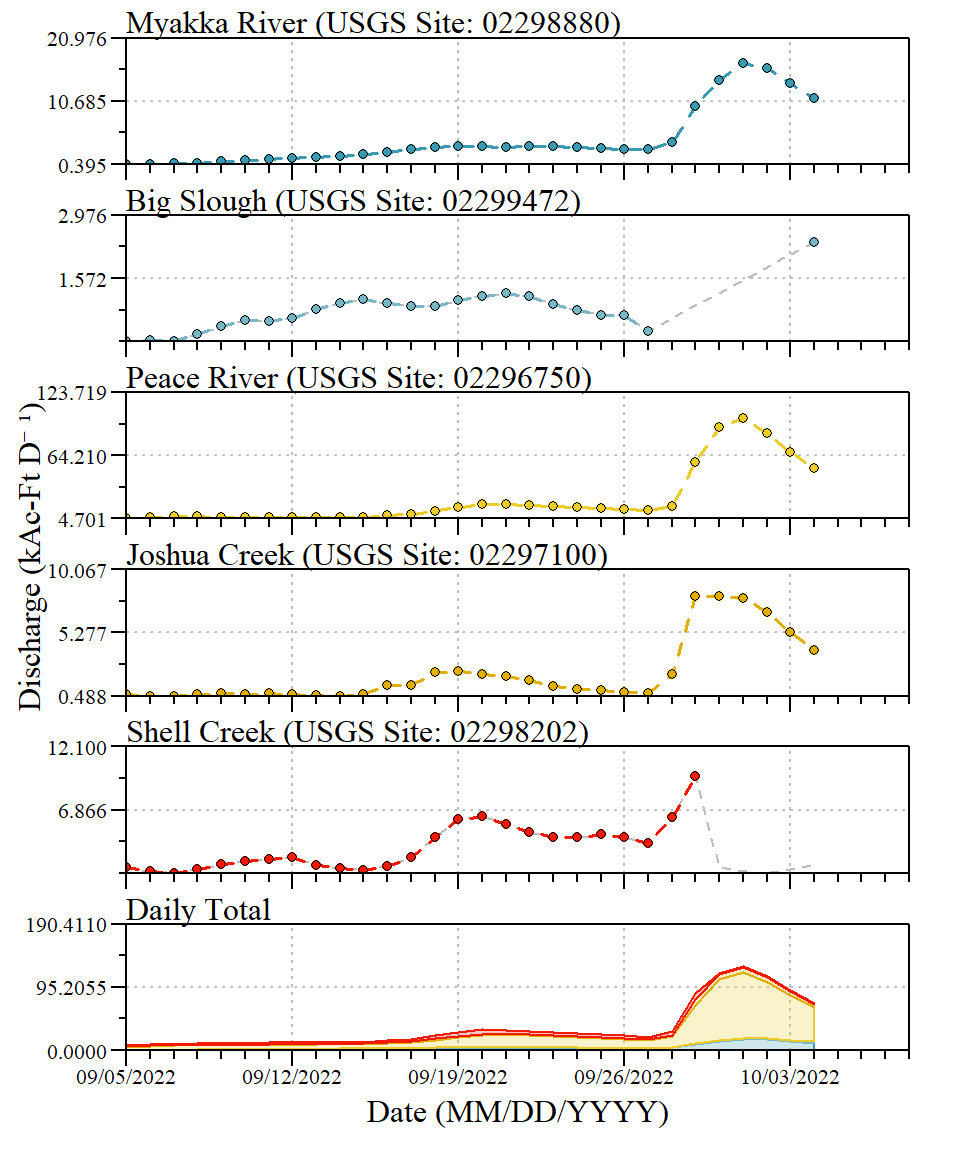 Myakka River (USGS Site: 02298880)
20.976
10.685
0.395
Big Slough (USGS Site: 02299472)
2.976
1.572
Peace River (USGS Site: 02296750)
123.719
64.210
4.701
Joshua Creek (USGS Site: 02297100)
10.067
5.277
0.488
Shell Creek (USGS Site: 02298202)
12.100
6.866
Daily Total
190.4110
95.2055
0.0000
Discharge (kAc-Ft D⁻¹)
09/05/2022 09/12/2022 09/19/2022 09/26/2022 10/03/2022
Date (MM/DD/YYYY)